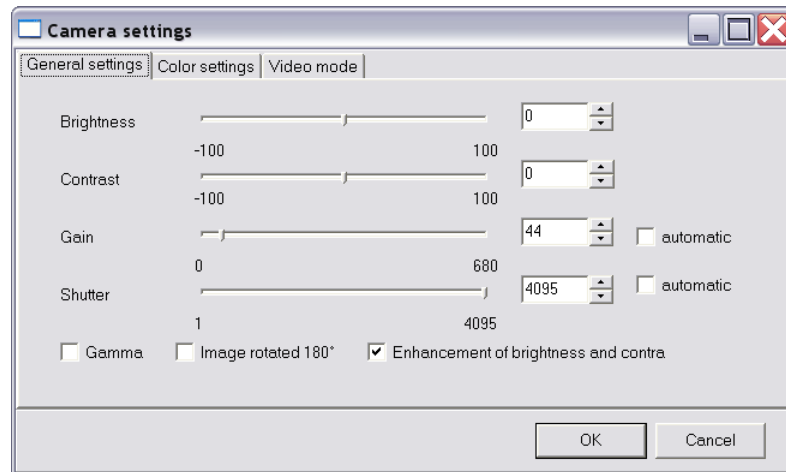 Camera settings
General settings Color settings Video mode
Brightness 0
-100 100
Contrast 0
-100 100
Gain 44 automatic
0 680
Shutter 4095 automatic
1 4095
Gamma Image rotated 180° Enhancement of brightness and contra
OK Cancel